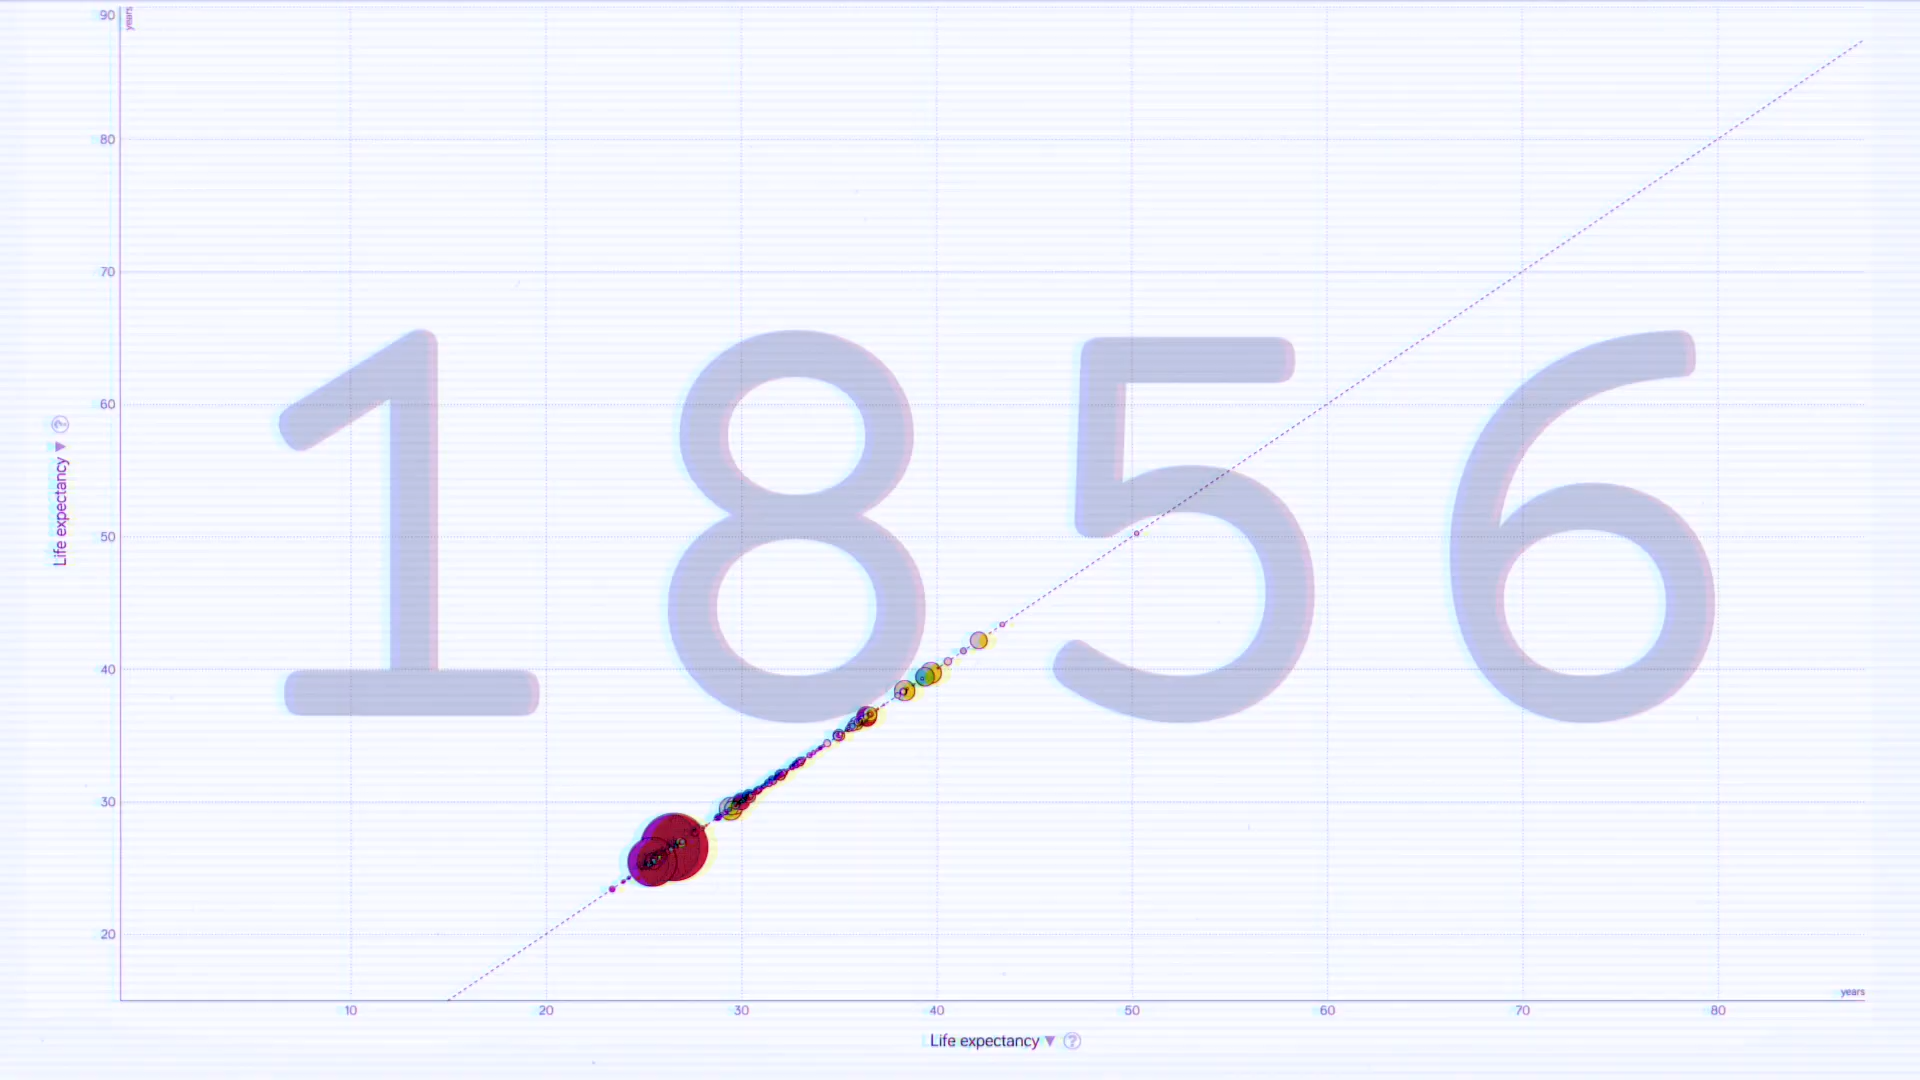 90
years
80
70
60
50
40
30
20
Life expectancy ▼ ?
1856
10 20 30 40 50 60 70 80
years
Life expectancy ▼ ?